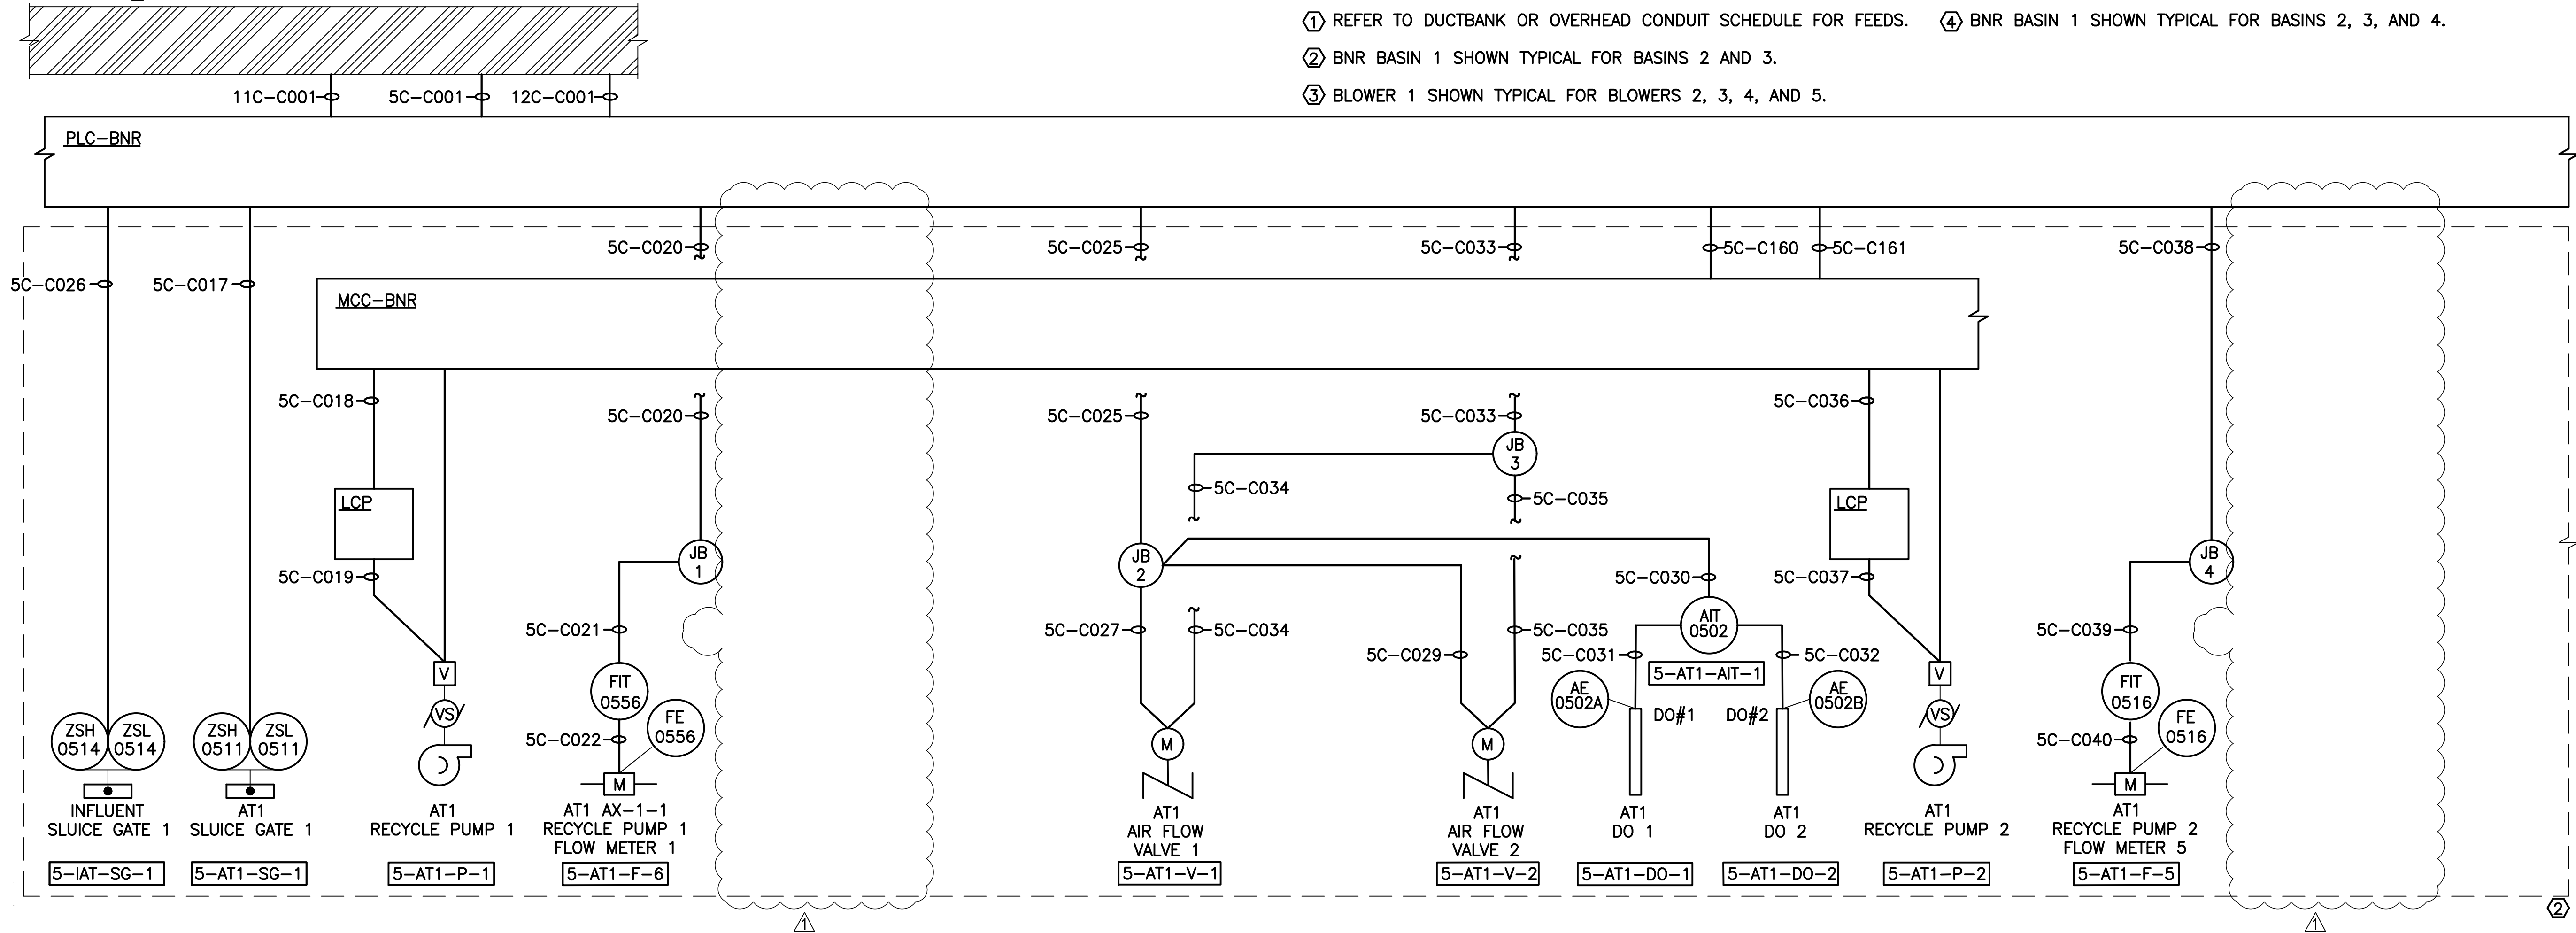 1 REFER TO DUCTBANK OR OVERHEAD CONDUIT SCHEDULE FOR FEEDS.
4 BNR BASIN 1 SHOWN TYPICAL FOR BASINS 2, 3, AND 4.
2 BNR BASIN 1 SHOWN TYPICAL FOR BASINS 2 AND 3.
3 BLOWER 1 SHOWN TYPICAL FOR BLOWERS 2, 3, 4, AND 5.
11C-C001
5C-C001
12C-C001
PLC-BNR
5C-C020
5C-C025
5C-C033
5C-C160
5C-C161
5C-C038
5C-C026
5C-C017
MCC-BNR
5C-C018
5C-C020
5C-C025
5C-C033
5C-C036
JB
3
5C-C034
5C-C035
LCP
LCP
JB
1
JB
2
JB
4
5C-C019
5C-C030
5C-C037
5C-C021
5C-C027
5C-C034
5C-C035
AIT
0502
5C-C039
5C-C029
5C-C031
5C-C032
5-AT1-AIT-1
V
V
FIT
0556
FIT
0516
AE
0502A
AE
0502B
DO#1
DO#2
VS
VS
FE
0556
FE
0516
ZSH
0514
ZSL
0514
ZSH
0511
ZSL
0511
5C-C022
5C-C040
M
M
M
M
INFLUENT
SLUICE GATE 1
AT1
SLUICE GATE 1
AT1
RECYCLE PUMP 1
AT1 AX-1-1
RECYCLE PUMP 1
FLOW METER 1
AT1
AIR FLOW
VALVE 1
AT1
AIR FLOW
VALVE 2
AT1
DO 1
AT1
DO 2
AT1
RECYCLE PUMP 2
AT1
RECYCLE PUMP 2
FLOW METER 5
5-IAT-SG-1
5-AT1-SG-1
5-AT1-P-1
5-AT1-F-6
5-AT1-V-1
5-AT1-V-2
5-AT1-DO-1
5-AT1-DO-2
5-AT1-P-2
5-AT1-F-5
2
1
1